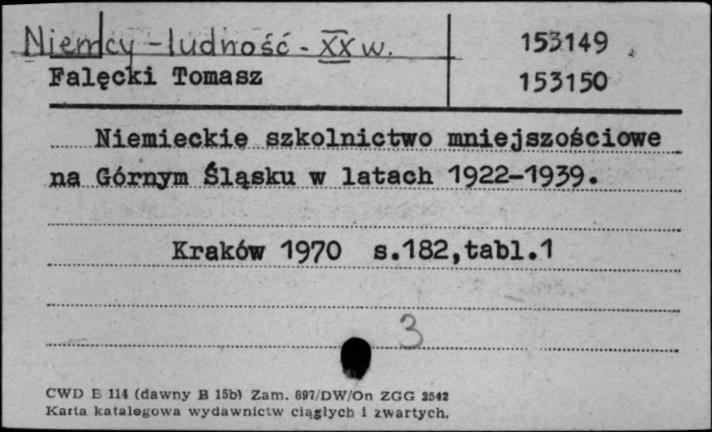 Niemcy - ludność - XX w.
153149
Falęcki Tomasz
153150
Niemieckie szkolnictwo mniejszościowe
na Górnym Śląsku w latach 1922-1939.
Kraków 1970 s.182,tabl.1
3
CWD B 114 (dawny B 15b) Zam. 897/DW/On ZGG 2542
Karta katalogowa wydawnictw ciągłych i zwartych.